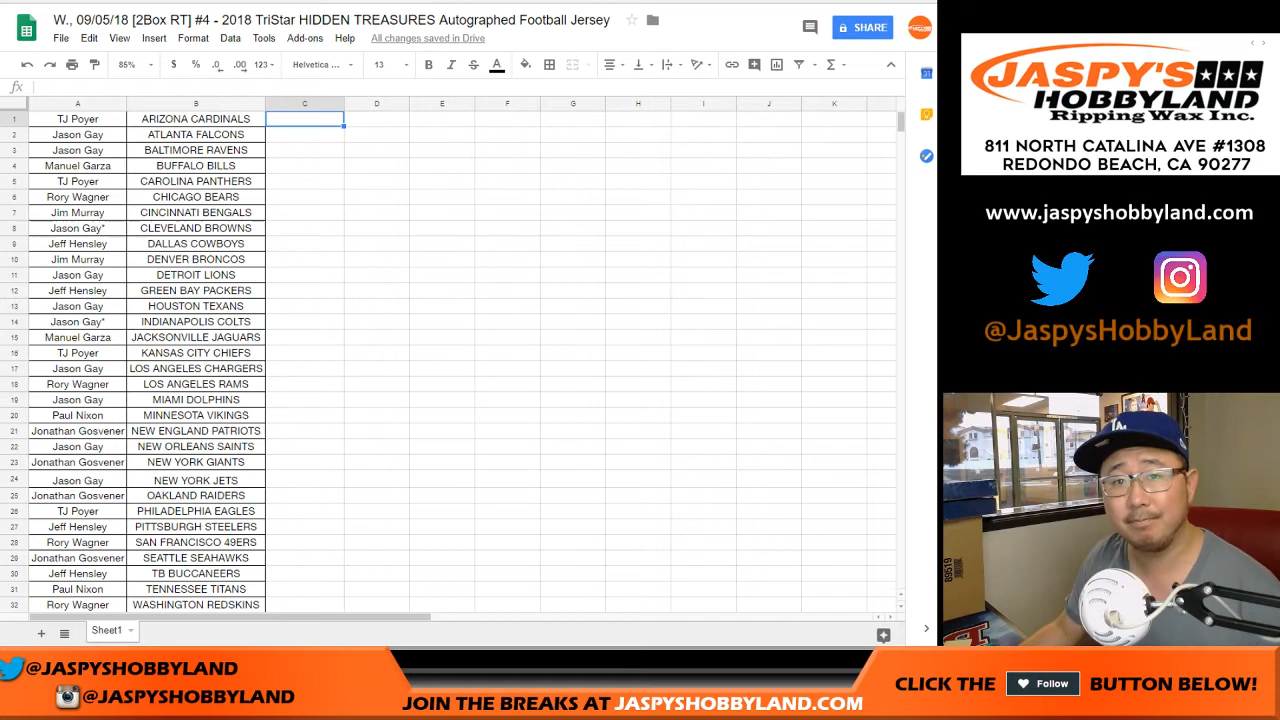 W., 09/05/18 [2Box RT] #4 - 2018 TriStar HIDDEN TREASURES Autographed Football Jersey
File Edit View Insert Format Data Tools Add-ons Help All changes saved in Drive
SHARE
85% $ % .0 .00 123 Helvetica ... 13 B I S A
fx
A B C D E F G H I J K
1 TJ Poyer ARIZONA CARDINALS
2 Jason Gay ATLANTA FALCONS
3 Jason Gay BALTIMORE RAVENS
4 Manuel Garza BUFFALO BILLS
5 TJ Poyer CAROLINA PANTHERS
6 Rory Wagner CHICAGO BEARS
7 Jim Murray CINCINNATI BENGALS
8 Jason Gay* CLEVELAND BROWNS
9 Jeff Hensley DALLAS COWBOYS
10 Jim Murray DENVER BRONCOS
11 Jason Gay DETROIT LIONS
12 Jeff Hensley GREEN BAY PACKERS
13 Jason Gay HOUSTON TEXANS
14 Jason Gay* INDIANAPOLIS COLTS
15 Manuel Garza JACKSONVILLE JAGUARS
16 TJ Poyer KANSAS CITY CHIEFS
17 Jason Gay LOS ANGELES CHARGERS
18 Rory Wagner LOS ANGELES RAMS
19 Jason Gay MIAMI DOLPHINS
20 Paul Nixon MINNESOTA VIKINGS
21 Jonathan Gosvener NEW ENGLAND PATRIOTS
22 Jason Gay NEW ORLEANS SAINTS
23 Jonathan Gosvener NEW YORK GIANTS
24 Jason Gay NEW YORK JETS
25 Jonathan Gosvener OAKLAND RAIDERS
26 TJ Poyer PHILADELPHIA EAGLES
27 Jeff Hensley PITTSBURGH STEELERS
28 Rory Wagner SAN FRANCISCO 49ERS
29 Jonathan Gosvener SEATTLE SEAHAWKS
30 Jeff Hensley TB BUCCANEERS
31 Paul Nixon TENNESSEE TITANS
32 Rory Wagner WASHINGTON REDSKINS
Sheet1
JASPY'S
HOBBYLAND
Ripping Wax Inc.
811 NORTH CATALINA AVE #1308
REDONDO BEACH, CA 90277
www.jaspyshobbyland.com
@JaspysHobbyLand
LA
@JASPYSHOBBYLAND
@JASPYSHOBBYLAND
JOIN THE BREAKS AT JASPYSHOBBYLAND.COM
CLICK THE Follow BUTTON BELOW!